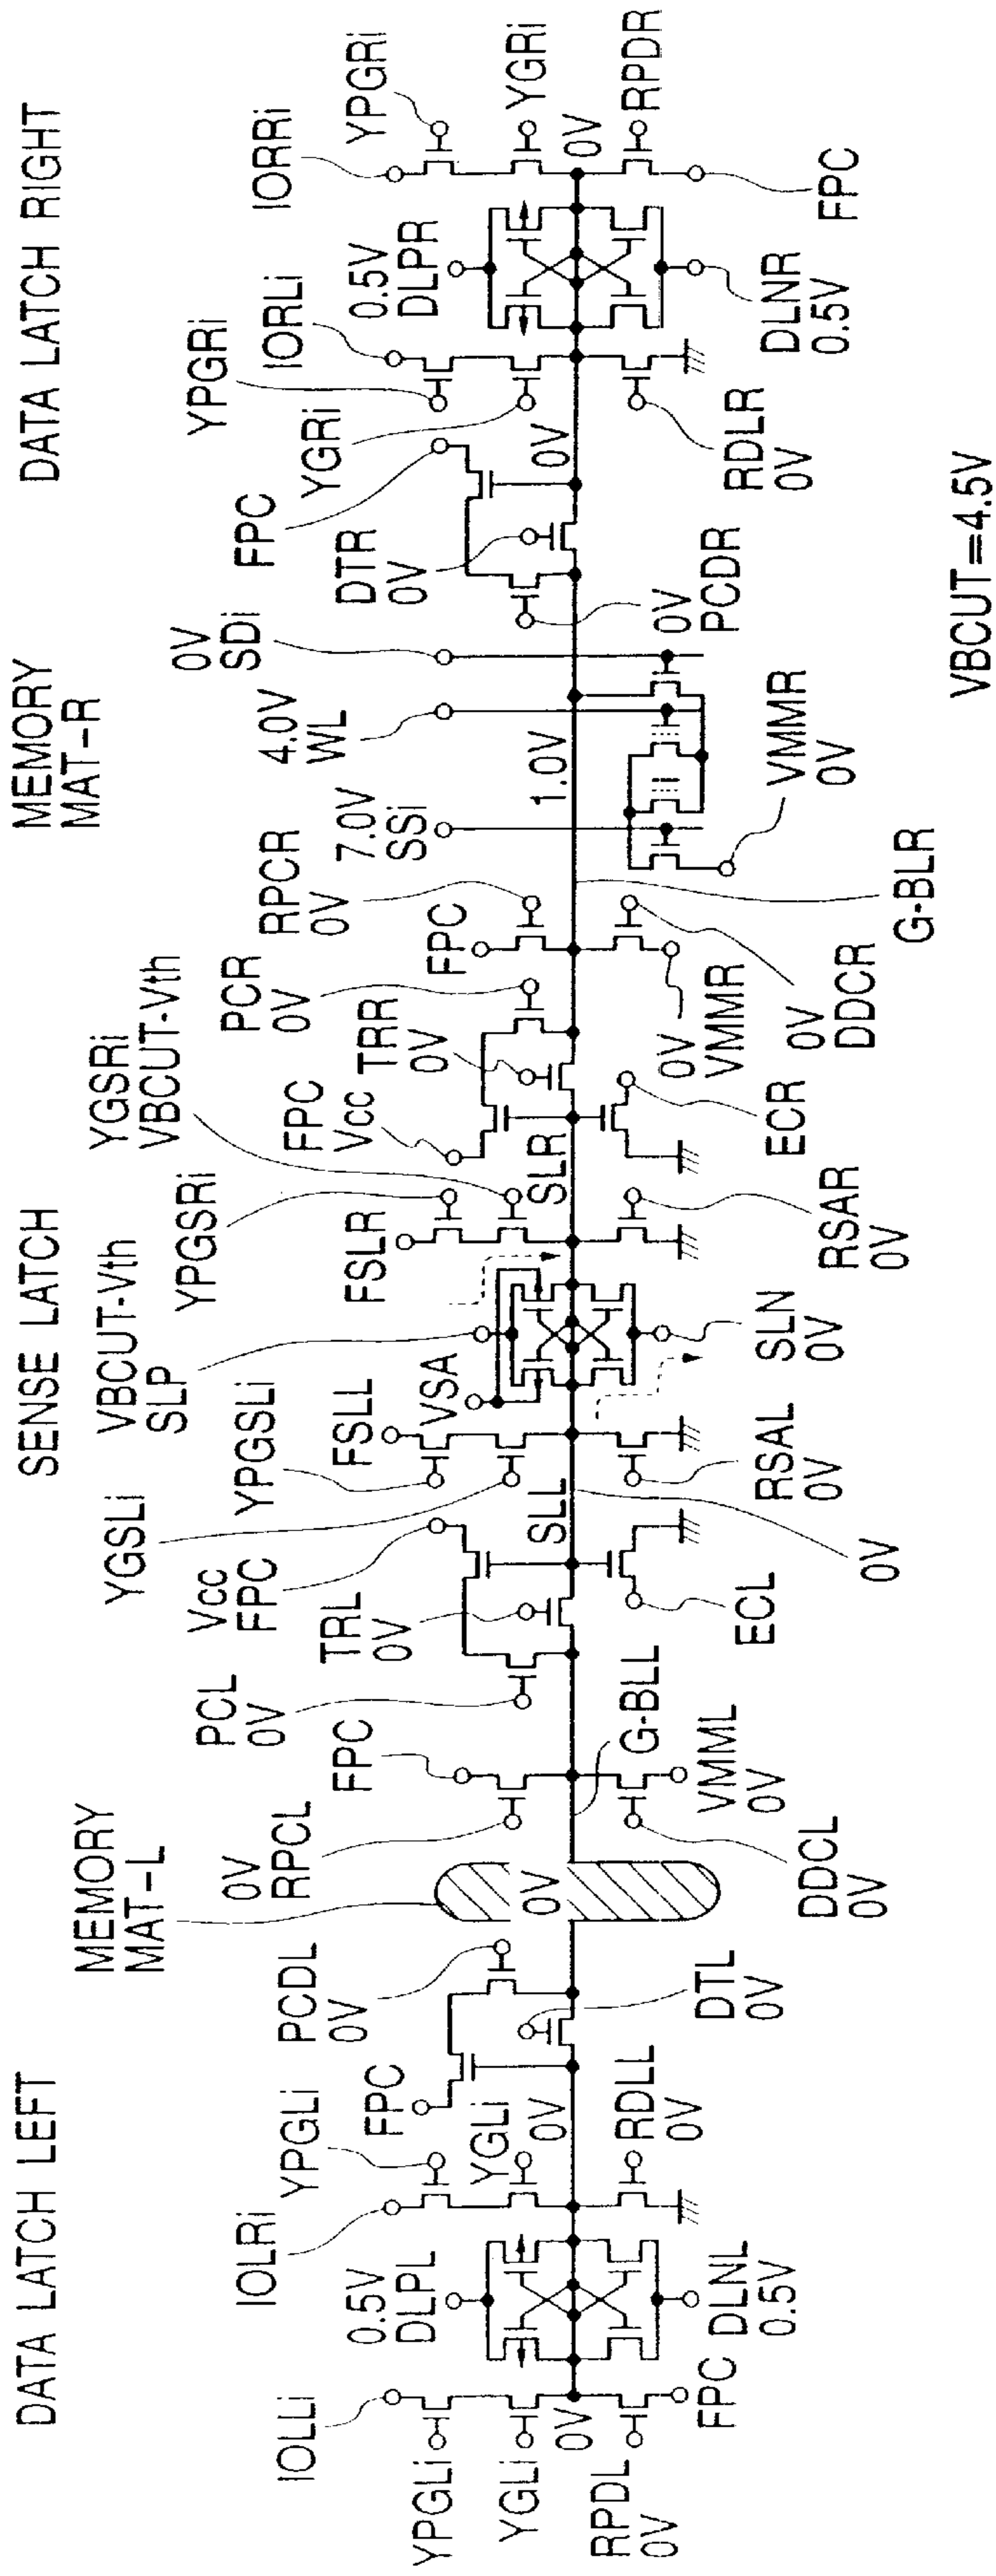 DATA LATCH LEFT
IOLLi
YPGLi
YGLi
0V
RPDL
0V
FPC
0.5V
DLPL
DLNL
0.5V
IOLRi
YPGLi
YGLi
0V
RDLL
0V
FPC
PCDL
0V
DTL
0V
MEMORY
MAT-L
0V
0V
RPCL
FPC
DDCL
0V
VMML
0V
G-BLL
PCL
0V
TRL
0V
Vcc
FPC
ECL
SLL
0V
SENSE LATCH
YGSLi
YPGSLi
FSLL
RSAL
0V
VSA
VBCUT-Vth
SLP
SLN
0V
FSLR
YPGSRi
YGSRi
VBCUT-Vth
RSAR
0V
SLR
FPC
Vcc
ECR
TRR
0V
PCR
0V
FPC
RPCR
0V
0V
VMMR
0V
DDCR
G-BLR
MEMORY
MAT-R
7.0V
SSi
4.0V
WL
0V
SDi
1.0V
VMMR
0V
0V
PCDR
DTR
0V
FPC
0V
DATA LATCH RIGHT
YGRi
YPGRi
IORLi
RDLR
0V
0.5V
DLPR
DLNR
0.5V
IORRi
YPGRi
YGRi
0V
RPDR
FPC
VBCUT=4.5V